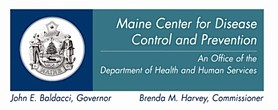 Maine Center for Disease
Control and Prevention
An Office of the
Department of Health and Human Services
John E. Baldacci, Governor Brenda M. Harvey, Commissioner